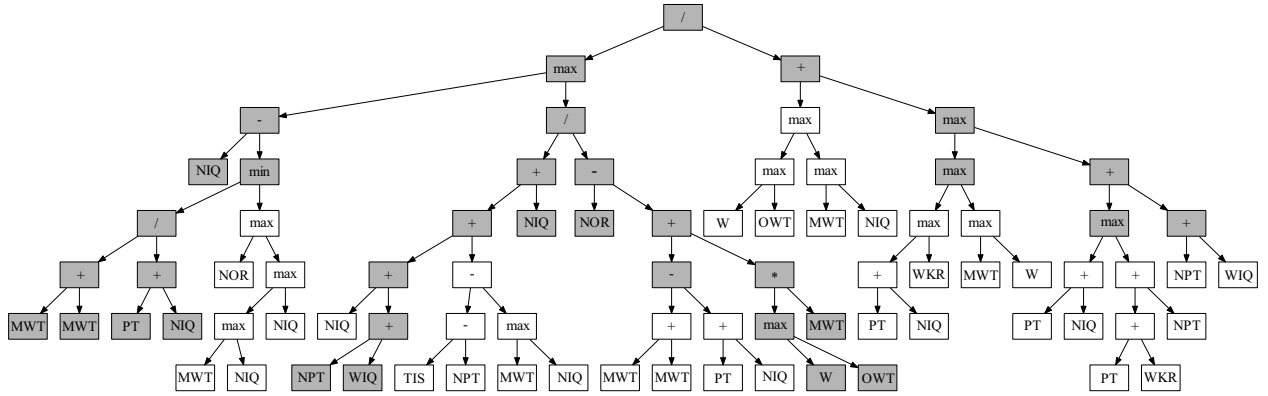 /
max +
- / max max
NIQ min + - max max max +
/ max + NIQ NOR + W OWT MWT NIQ max max max +
+ + NOR max + - - * + WKR MWT W + + NPT WIQ
MWT MWT PT NIQ max NIQ NIQ + - max + + max MWT PT NIQ PT NIQ + NPT
MWT NIQ NPT WIQ TIS NPT MWT NIQ MWT MWT PT NIQ W OWT PT WKR